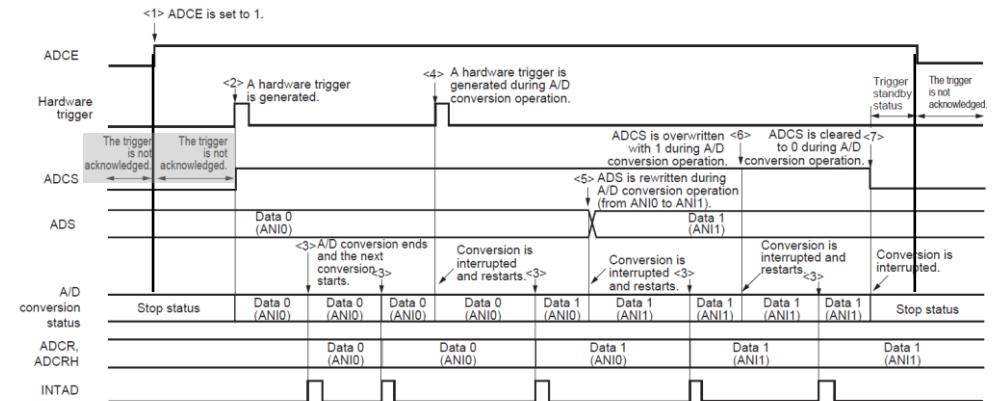 <1> ADCE is set to 1.
ADCE
<2> A hardware trigger
is generated.
<4> A hardware trigger is
generated during A/D
conversion operation.
Trigger
standby
status
The trigger
is not
acknowledged.
Hardware
trigger
The trigger
is not
acknowledged.
The trigger
is not
acknowledged.
ADCS is overwritten <6>
with 1 during A/D
conversion operation.
ADCS is cleared <7>
to 0 during A/D
conversion operation.
ADCS
<5> ADS is rewritten during
A/D conversion operation
(from ANI0 to ANI1).
ADS
Data 0
(ANI0)
Data 1
(ANI1)
<3> A/D conversion ends
and the next
conversion
starts.
<3>
Conversion is
interrupted
and restarts.
<3>
Conversion is
interrupted
and restarts.
<3>
Conversion is
interrupted and
restarts.
<3>
Conversion is
interrupted.
A/D
conversion
status
Stop status
Data 0
(ANI0)
Data 0
(ANI0)
Data 0
(ANI0)
Data 0
(ANI0)
Data 1
(ANI0)
Data 1
(ANI1)
Data 1
(ANI1)
Data 1
(ANI1)
Data 1
(ANI1)
Stop status
ADCR,
ADCRH
Data 0
(ANI0)
Data 0
(ANI0)
Data 1
(ANI0)
Data 1
(ANI1)
Data 1
(ANI1)
INTAD